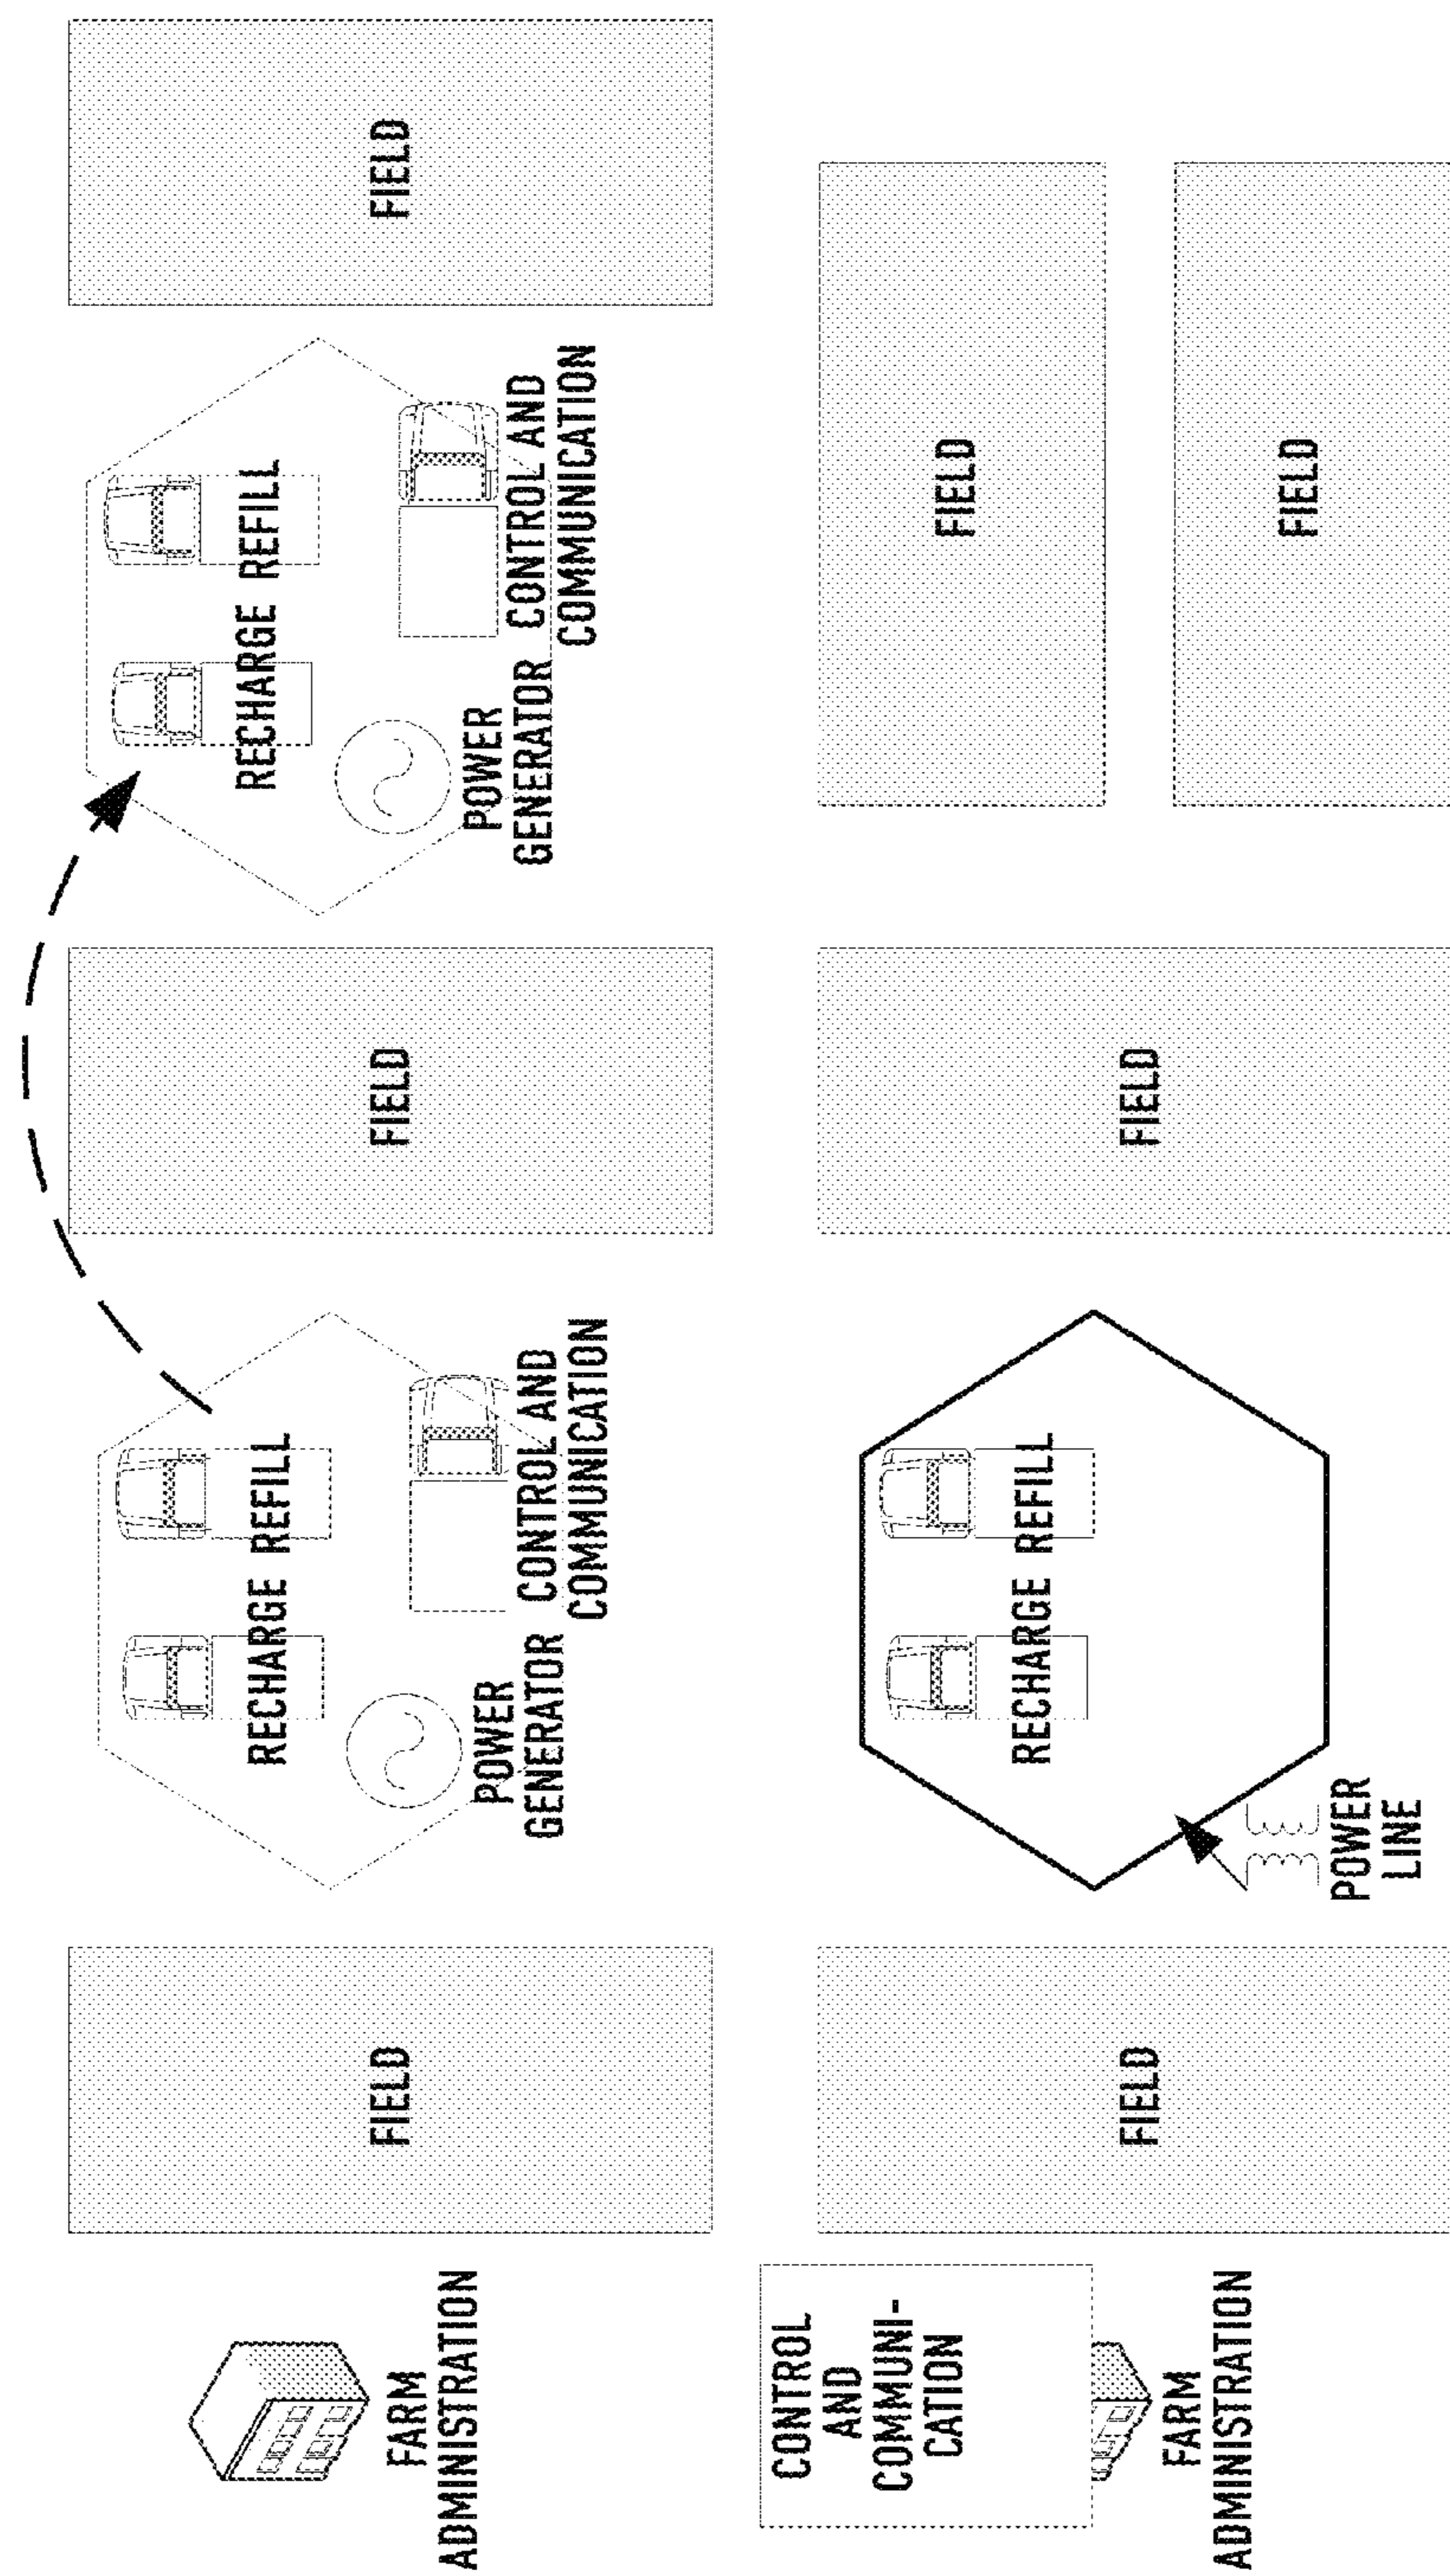 FARM
ADMINISTRATION
FIELD
RECHARGE
REFILL
POWER
GENERATOR
CONTROL AND
COMMUNICATION
FIELD
RECHARGE
REFILL
POWER
GENERATOR
CONTROL AND
COMMUNICATION
FIELD
CONTROL
AND
COMMUNI-
CATION
FARM
ADMINISTRATION
FIELD
RECHARGE
REFILL
POWER
LINE
FIELD
FIELD
FIELD